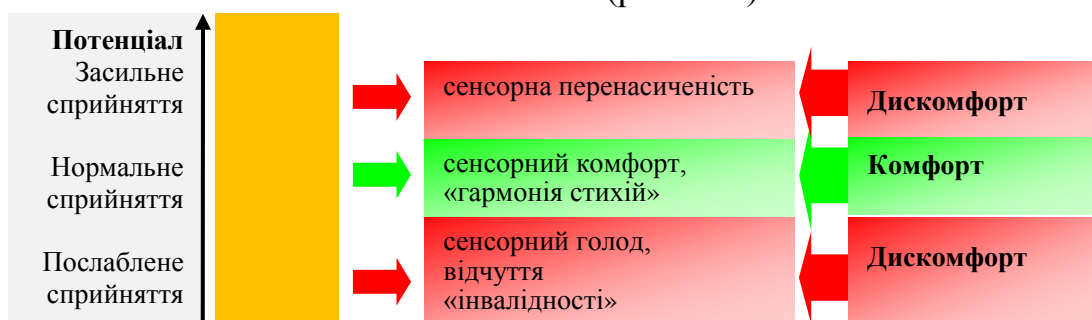 Потенціал
Засильне
сприйняття
Нормальне
сприйняття
Послаблене
сприйняття
сенсорна перенасиченість
сенсорний комфорт,
«гармонія стихій»
сенсорний голод,
відчуття
«інвалідності»
Дискомфорт
Комфорт
Дискомфорт